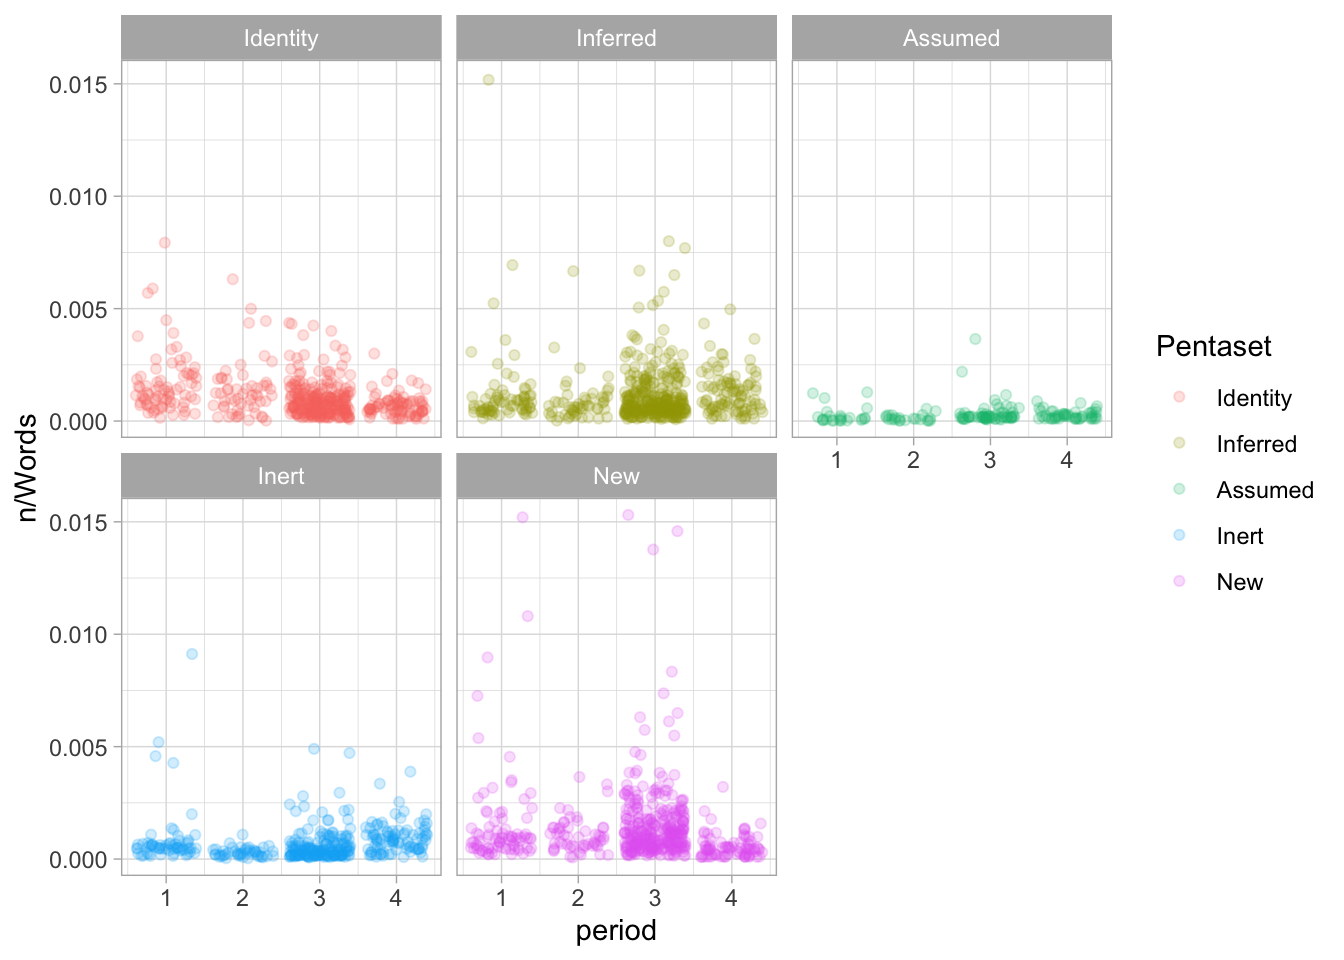 Identity
Inferred
Assumed
0.015
0.010
0.005
0.000
1 2 3 4
Inert
New
0.015
0.010
0.005
0.000
1 2 3 4
1 2 3 4
n/Words
period
Pentaset
Identity
Inferred
Assumed
Inert
New